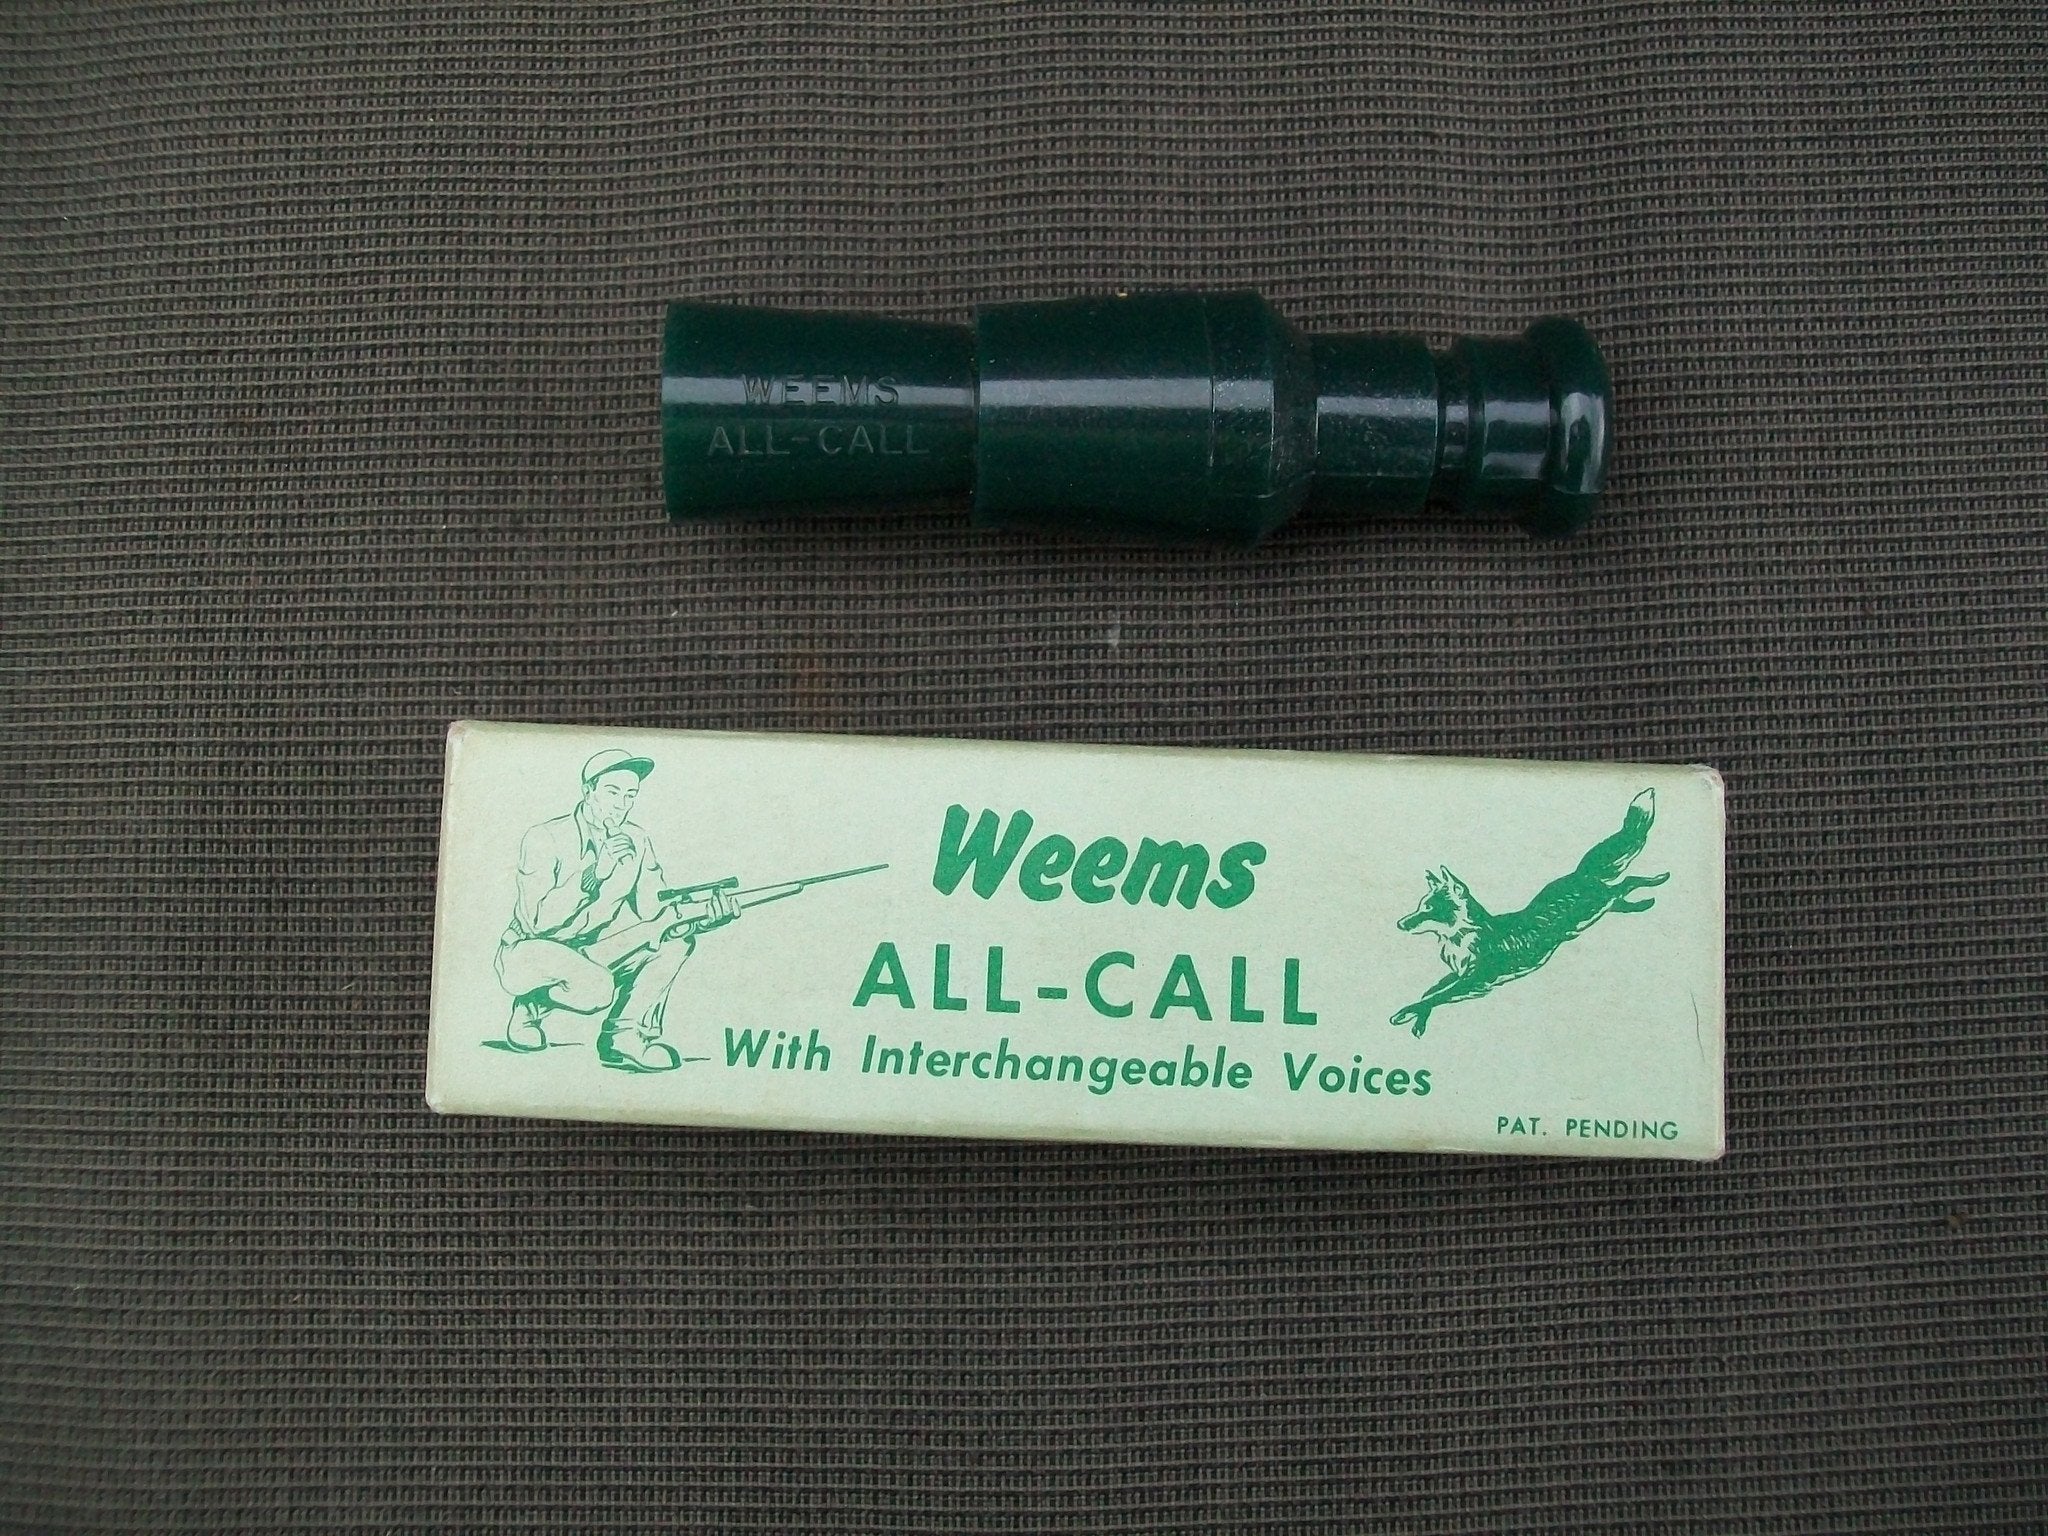 WEEMS
ALL-CALL
Weems
ALL-CALL
With Interchangeable Voices
PAT. PENDING